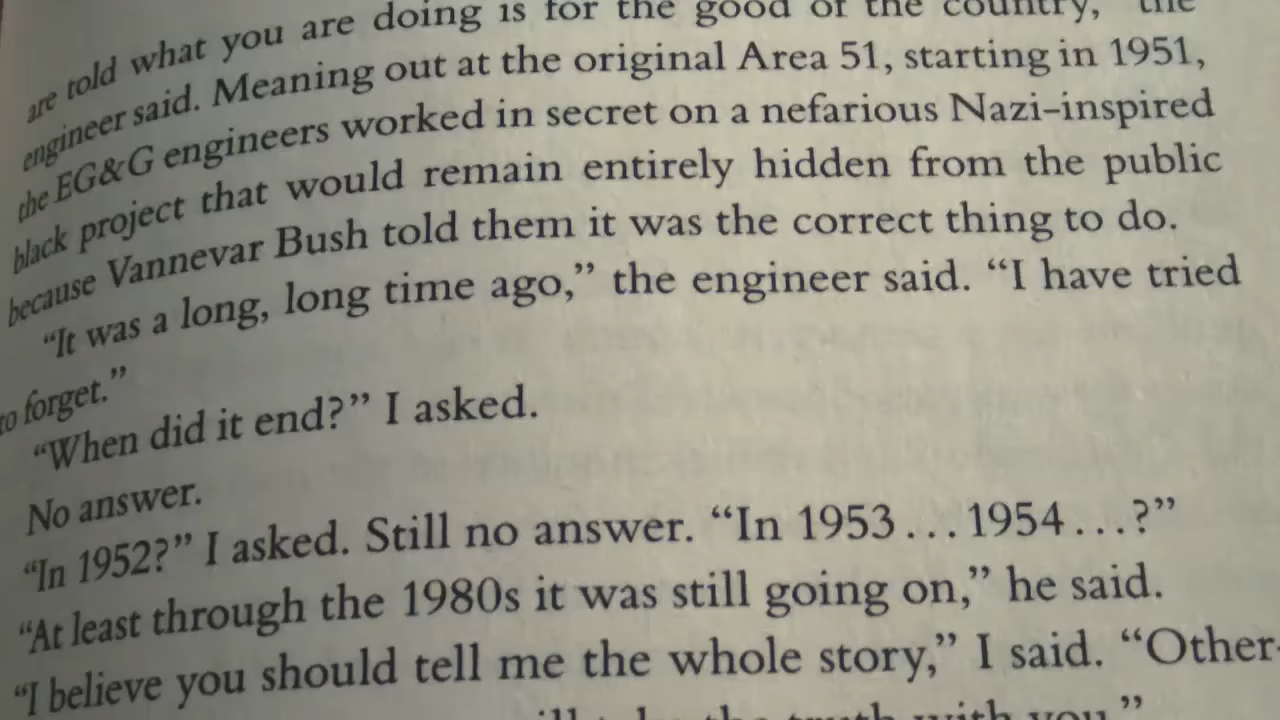 are told what you are doing is for the good of the country,” the
engineer said. Meaning out at the original Area 51, starting in 1951,
the EG&G engineers worked in secret on a nefarious Nazi-inspired
black project that would remain entirely hidden from the public
because Vannevar Bush told them it was the correct thing to do.
“It was a long, long time ago,” the engineer said. “I have tried
to forget.”
“When did it end?” I asked.
No answer.
“In 1952?” I asked. Still no answer. “In 1953 . . . 1954 . . . .?”
“At least through the 1980s it was still going on,” he said.
“I believe you should tell me the whole story,” I said. “Other-
the truth with you.”